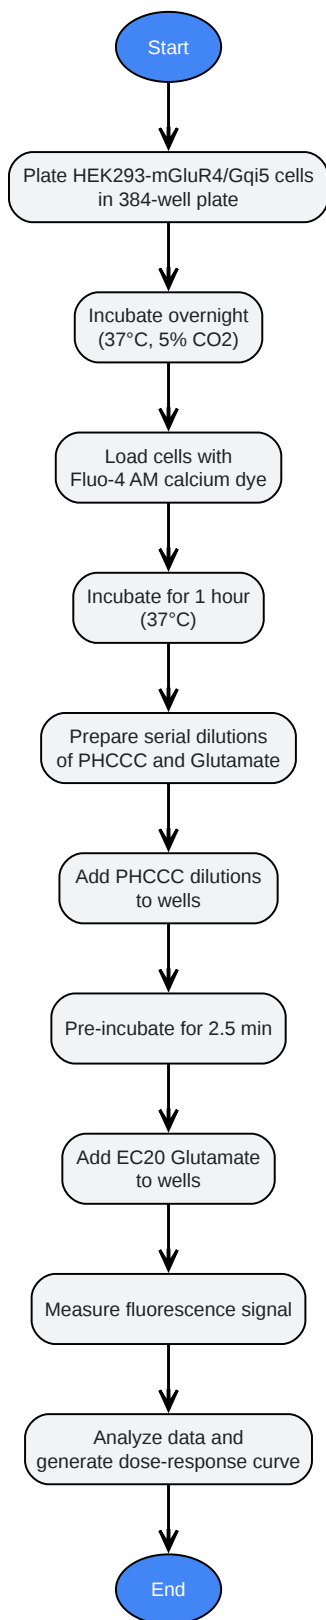 Start
Plate HEK293-mGluR4/Gqi5 cells
in 384-well plate
Incubate overnight
(37°C, 5% CO2)
Load cells with
Fluo-4 AM calcium dye
Incubate for 1 hour
(37°C)
Prepare serial dilutions
of PHCCC and Glutamate
Add PHCCC dilutions
to wells
Pre-incubate for 2.5 min
Add EC20 Glutamate
to wells
Measure fluorescence signal
Analyze data and
generate dose-response curve
End